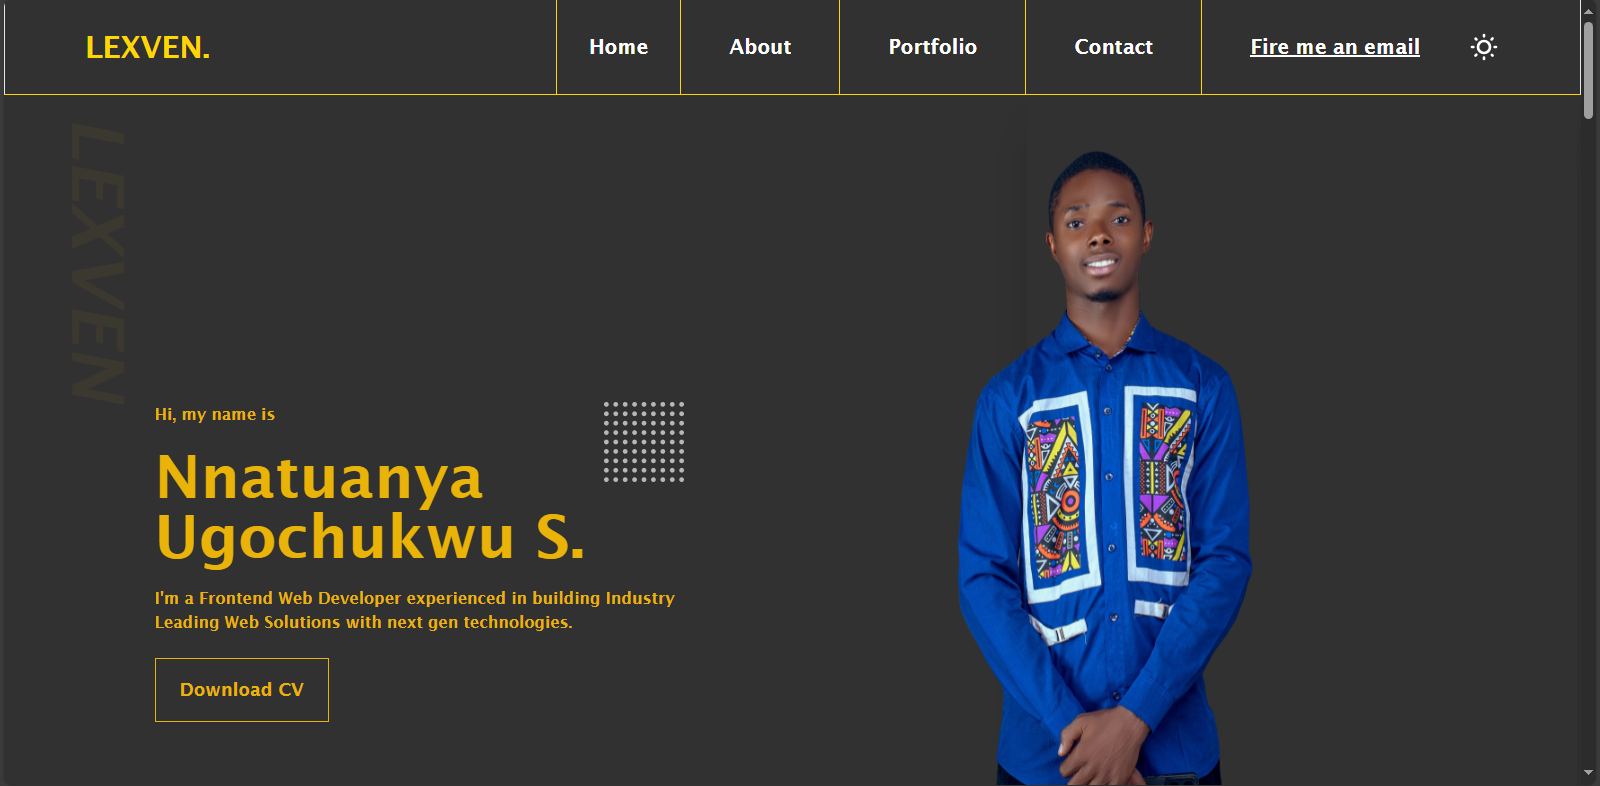 LEXVEN.
Home
About
Portfolio
Contact
Fire me an email
LEXVEN
Hi, my name is
Nnatuanya
Ugochukwu S.
I'm a Frontend Web Developer experienced in building Industry
Leading Web Solutions with next gen technologies.
Download CV